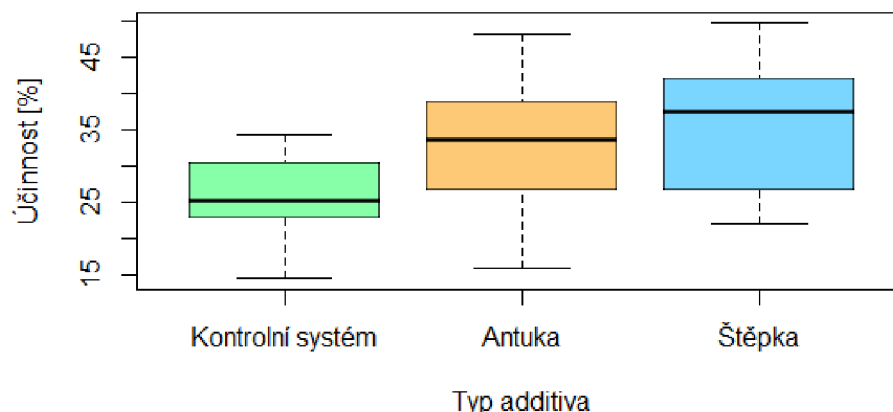 Účinnost [%]
45
35
25
15
Kontrolní systém
Antuka
Štěpka
Typ additiva